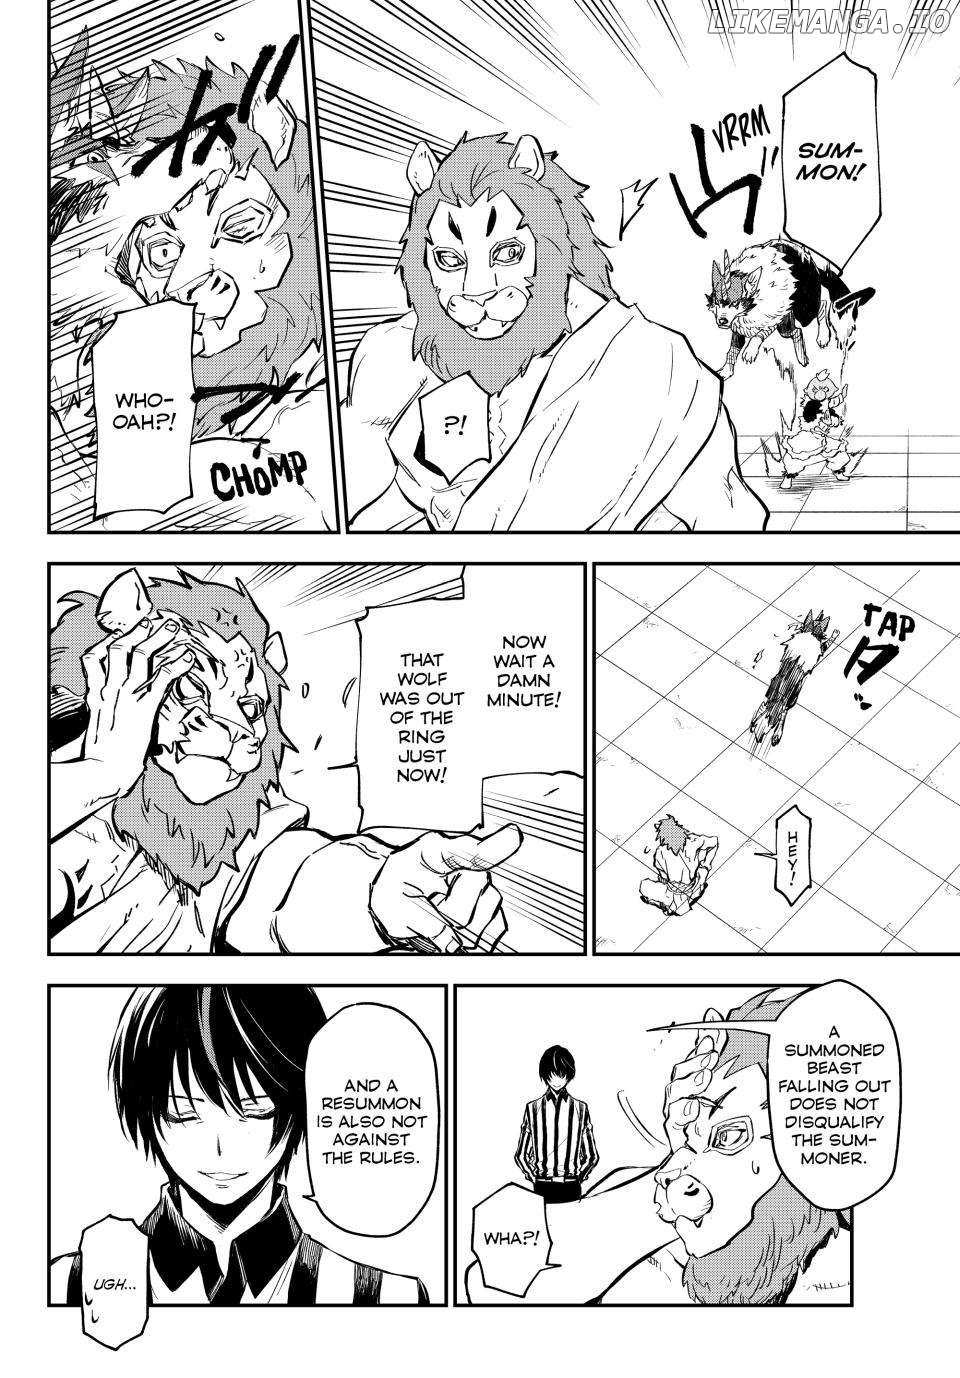 LIKEMANGA.IO
SUM-
MON!
VRRM
?!
WHO-
OAH?!
CHOMP
TAP
タッ
HEY!
NOW
WAIT A
DAMN
MINUTE!
THAT
WOLF
WAS OUT
OF THE
RING
JUST
NOW!
A
SUMMONED
BEAST
FALLING OUT
DOES NOT
DISQUALIFY
THE SUM-
MONER.
WHA?!
AND A
RESUMMON
IS ALSO NOT
AGAINST
THE RULES.
UGH...